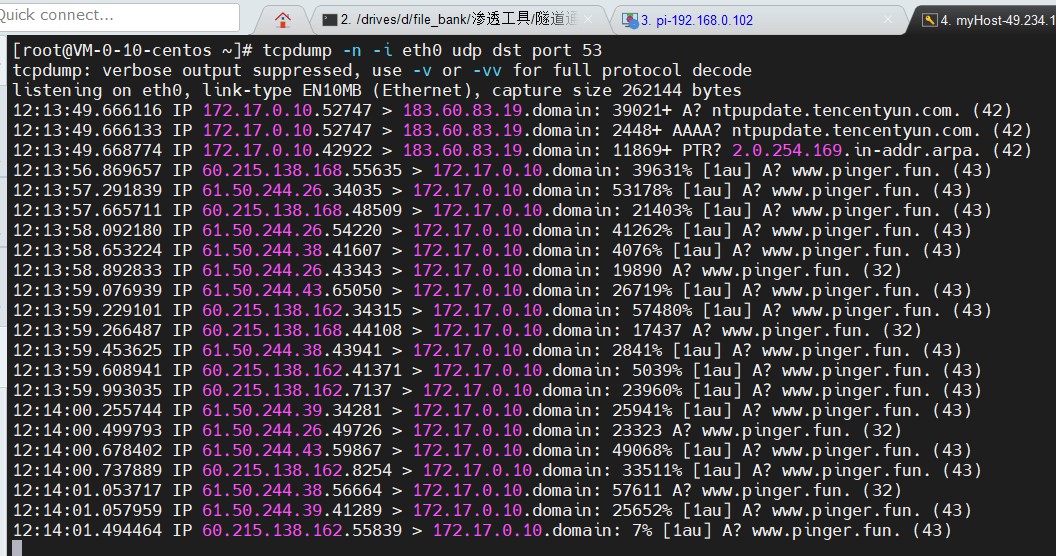 Quick connect...
2. /drives/d/file_bank/渗透工具/隧道
3. pi-192.168.0.102
4. myHost-49.234.1
[root@VM-0-10-centos ~]# tcpdump -n -i eth0 udp dst port 53
tcpdump: verbose output suppressed, use -v or -vv for full protocol decode
listening on eth0, link-type EN10MB (Ethernet), capture size 262144 bytes
12:13:49.666116 IP 172.17.0.10.52747 > 183.60.83.19.domain: 39021+ A? ntpupdate.tencentyun.com. (42)
12:13:49.666133 IP 172.17.0.10.52747 > 183.60.83.19.domain: 2448+ AAAA? ntpupdate.tencentyun.com. (42)
12:13:49.668774 IP 172.17.0.10.42922 > 183.60.83.19.domain: 11869+ PTR? 2.0.254.169.in-addr.arpa. (42)
12:13:56.869657 IP 60.215.138.168.55635 > 172.17.0.10.domain: 39631% [1au] A? www.pinger.fun. (43)
12:13:57.291839 IP 61.50.244.26.34035 > 172.17.0.10.domain: 53178% [1au] A? www.pinger.fun. (43)
12:13:57.665711 IP 60.215.138.168.48509 > 172.17.0.10.domain: 21403% [1au] A? www.pinger.fun. (43)
12:13:58.092180 IP 61.50.244.26.54220 > 172.17.0.10.domain: 41262% [1au] A? www.pinger.fun. (43)
12:13:58.653224 IP 61.50.244.38.41607 > 172.17.0.10.domain: 4076% [1au] A? www.pinger.fun. (43)
12:13:58.892833 IP 61.50.244.26.43343 > 172.17.0.10.domain: 19890 A? www.pinger.fun. (32)
12:13:59.076939 IP 61.50.244.43.65050 > 172.17.0.10.domain: 26719% [1au] A? www.pinger.fun. (43)
12:13:59.229101 IP 60.215.138.162.34315 > 172.17.0.10.domain: 57480% [1au] A? www.pinger.fun. (43)
12:13:59.266487 IP 60.215.138.168.44108 > 172.17.0.10.domain: 17437 A? www.pinger.fun. (32)
12:13:59.453625 IP 61.50.244.38.43941 > 172.17.0.10.domain: 2841% [1au] A? www.pinger.fun. (43)
12:13:59.608941 IP 60.215.138.162.41371 > 172.17.0.10.domain: 5039% [1au] A? www.pinger.fun. (43)
12:13:59.993035 IP 60.215.138.162.7137 > 172.17.0.10.domain: 23960% [1au] A? www.pinger.fun. (43)
12:14:00.255744 IP 61.50.244.39.34281 > 172.17.0.10.domain: 25941% [1au] A? www.pinger.fun. (43)
12:14:00.499793 IP 61.50.244.26.49726 > 172.17.0.10.domain: 23323 A? www.pinger.fun. (32)
12:14:00.678402 IP 61.50.244.43.59867 > 172.17.0.10.domain: 49068% [1au] A? www.pinger.fun. (43)
12:14:00.737889 IP 60.215.138.162.8254 > 172.17.0.10.domain: 33511% [1au] A? www.pinger.fun. (43)
12:14:01.053717 IP 61.50.244.38.56664 > 172.17.0.10.domain: 57611 A? www.pinger.fun. (32)
12:14:01.057959 IP 61.50.244.39.41289 > 172.17.0.10.domain: 25652% [1au] A? www.pinger.fun. (43)
12:14:01.494464 IP 60.215.138.162.55839 > 172.17.0.10.domain: 7% [1au] A? www.pinger.fun. (43)